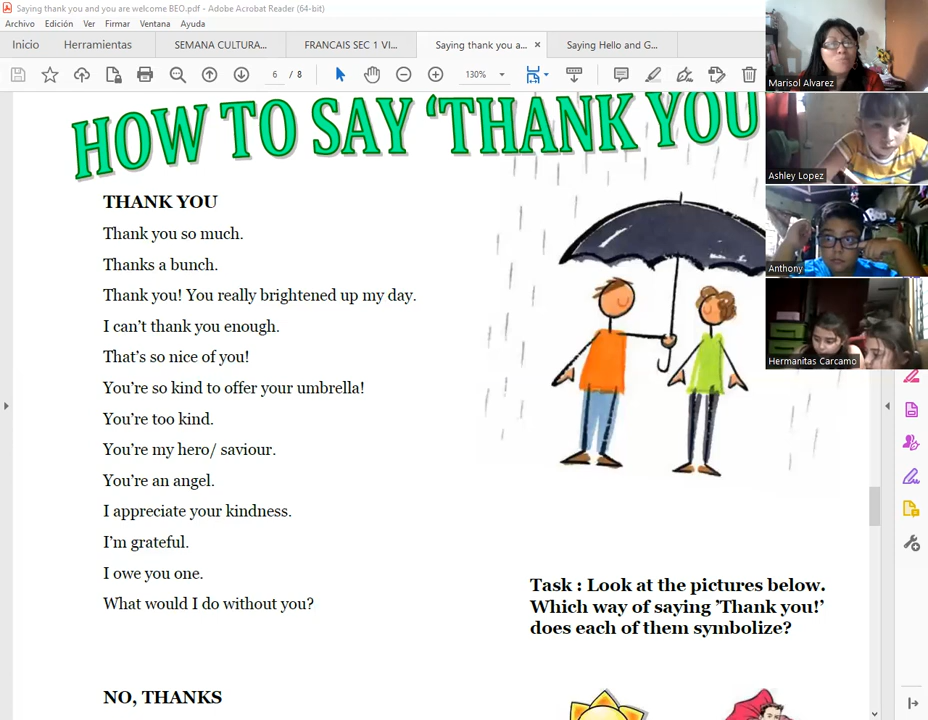 Saying thank you and you are welcome BEO.pdf - Adobe Acrobat Reader (64-bit)
Archivo Edición Ver Firmar Ventana Ayuda
Inicio Herramientas SEMANA CULTURA... FRANCAIS SEC 1 VI... Saying thank you a... × Saying Hello and G...
6 / 8 130%
HOW TO SAY ‘THANK YOU
THANK YOU
Thank you so much.
Thanks a bunch.
Thank you! You really brightened up my day.
I can’t thank you enough.
That’s so nice of you!
You’re so kind to offer your umbrella!
You’re too kind.
You’re my hero/ saviour.
You’re an angel.
I appreciate your kindness.
I’m grateful.
I owe you one.
What would I do without you?
Task : Look at the pictures below.
Which way of saying ’Thank you!’
does each of them symbolize?
NO, THANKS
Marisol Alvarez
Ashley Lopez
Anthony
Hermanitas Carcamo